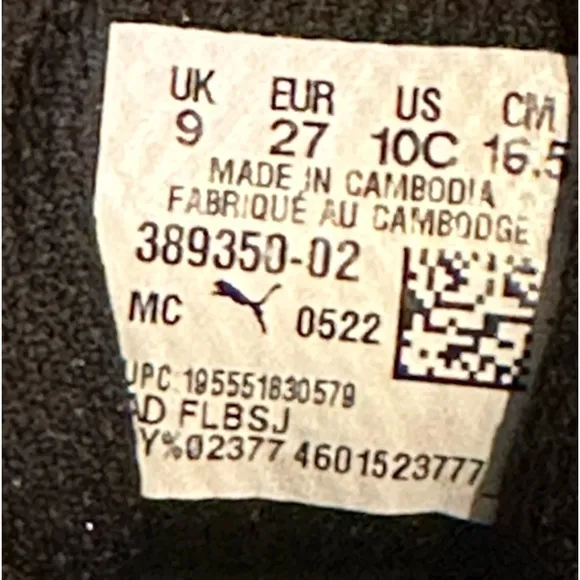 UK EUR US CM
9 27 10C 16.5
MADE IN CAMBODIA
FABRIQUÉ AU CAMBODGE
389350-02
MC 0522
UPC:195551830579
AD FLBSJ
Y%02377 4601523777